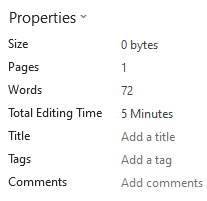 Properties
Size 0 bytes
Pages 1
Words 72
Total Editing Time 5 Minutes
Title Add a title
Tags Add a tag
Comments Add comments